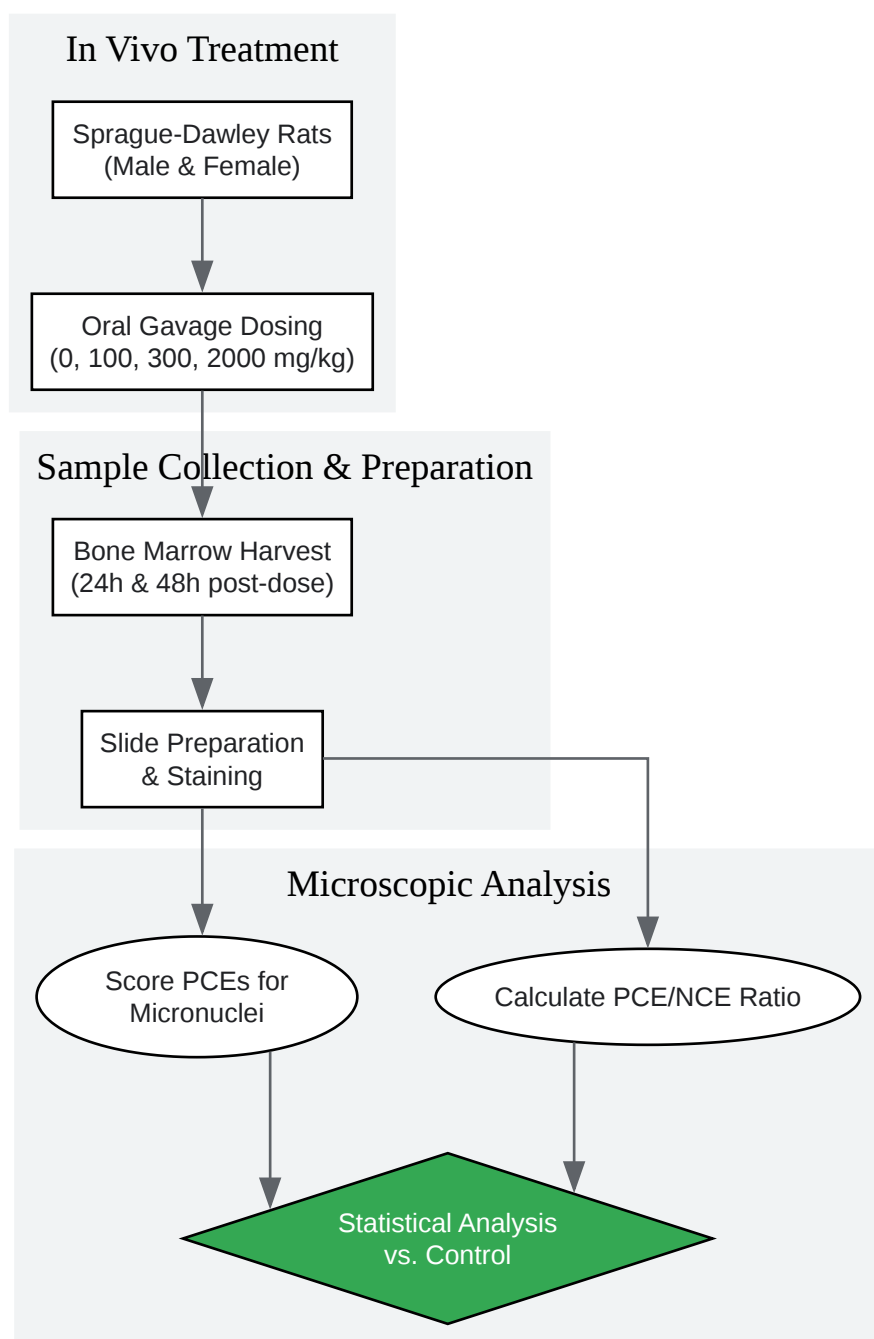 In Vivo Treatment
Sprague-Dawley Rats
(Male & Female)
Oral Gavage Dosing
(0, 100, 300, 2000 mg/kg)
Sample Collection & Preparation
Bone Marrow Harvest
(24h & 48h post-dose)
Slide Preparation
& Staining
Microscopic Analysis
Score PCEs for
Micronuclei
Calculate PCE/NCE Ratio
Statistical Analysis
vs. Control